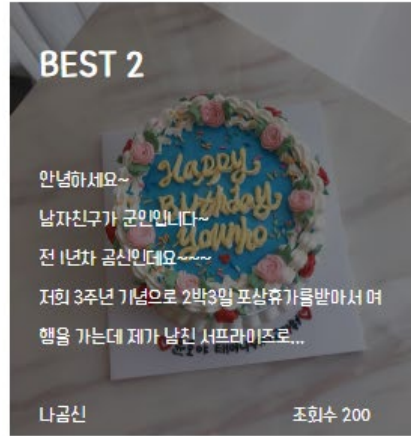 BEST 2
Happy
Birthday
Younho
안녕하세요~
남자친구가 군인입니다~
전 1년차 곰신인데요~~~
저희 3주년 기념으로 2박3일 포상휴가를받아서 여
행을 가는데 제가 남친 서프라이즈로...
나곰신
조회수 200